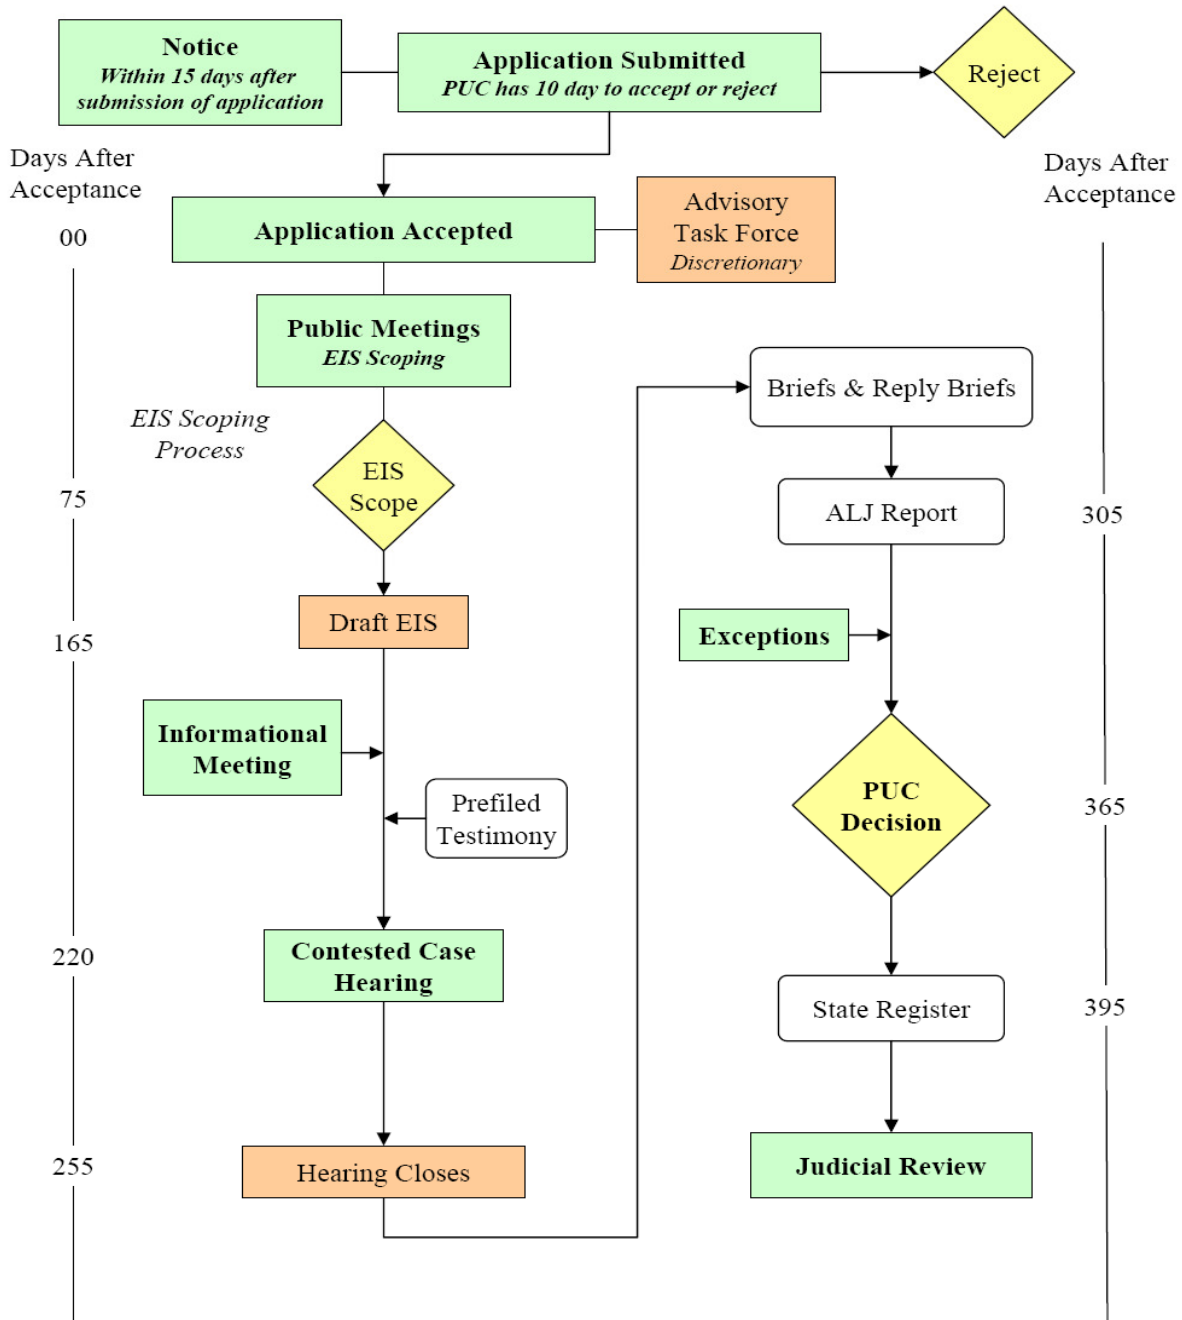 Notice
Within 15 days after
submission of application
Application Submitted
PUC has 10 day to accept or reject
Reject
Days After
Acceptance
00
Application Accepted
Advisory
Task Force
Discretionary
Days After
Acceptance
Public Meetings
EIS Scoping
EIS Scoping
Process
EIS
Scope
75
Draft EIS
165
Informational
Meeting
Prefiled
Testimony
Contested Case
Hearing
220
Hearing Closes
255
Briefs & Reply Briefs
ALJ Report
305
Exceptions
PUC
Decision
365
State Register
395
Judicial Review